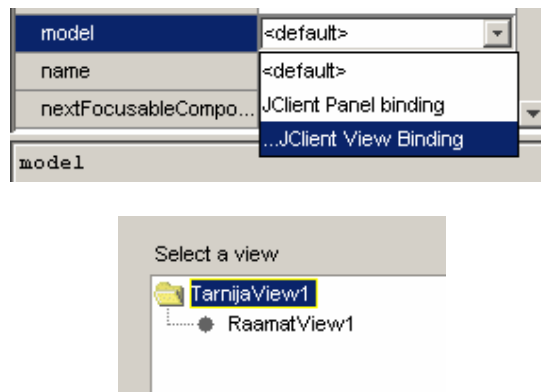 model <default>
name <default>
nextFocusableCompo... JClient Panel binding
...JClient View Binding
model
Select a view
TarnijaView1
RaamatView1